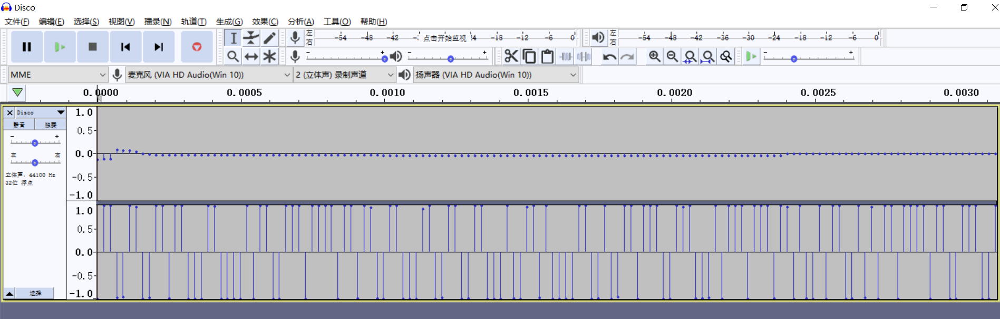 Disco
文件(F) 编辑(E) 选择(S) 视图(V) 播录(N) 轨道(T) 生成(G) 效果(C) 分析(A) 工具(O) 帮助(H)
左 -54 -48 -42 点击开始监视 -18 -12 -6 0 左 -54 -48 -42 -36 -30 -24 -18 -12 -6 0
右 右
- + - + - +
MME 麦克风 (VIA HD Audio(Win 10)) 2 (立体声) 录制声道 扬声器 (VIA HD Audio(Win 10))
0.0000 0.0005 0.0010 0.0015 0.0020 0.0025 0.0030
Disco
静音 独奏
- +
左 右
立体声, 44100 Hz
32位 浮点
选择
1.0
0.5
0.0
-0.5
-1.0
1.0
0.5
0.0
-0.5
-1.0